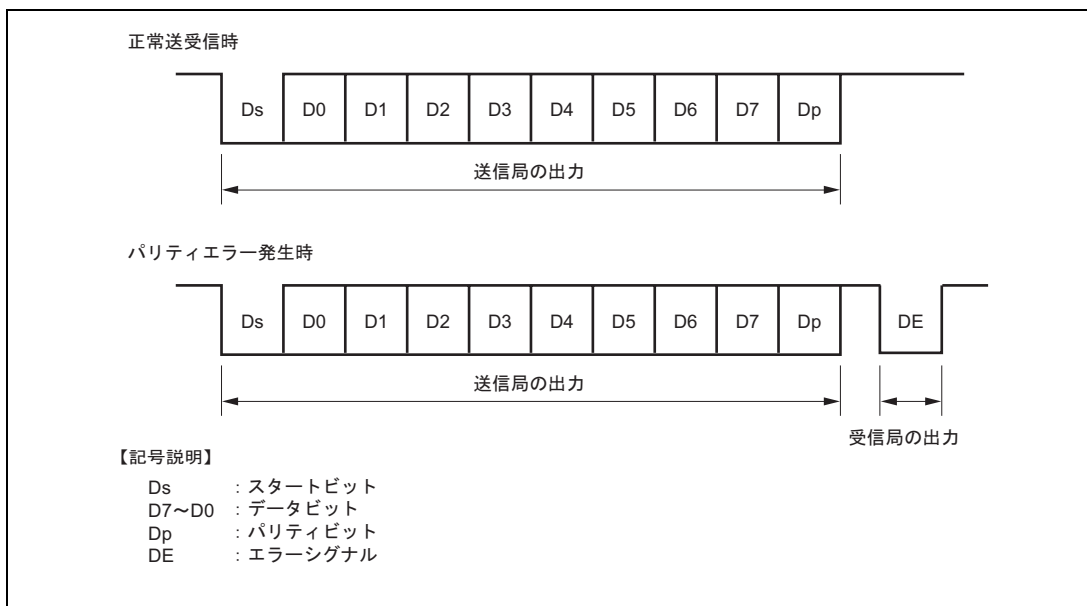 正常送受信時
Ds D0 D1 D2 D3 D4 D5 D6 D7 Dp
送信局の出力
パリティエラー発生時
Ds D0 D1 D2 D3 D4 D5 D6 D7 Dp DE
送信局の出力
受信局の出力
【記号説明】
Ds : スタートビット
D7～D0 : データビット
Dp : パリティビット
DE : エラーシグナル